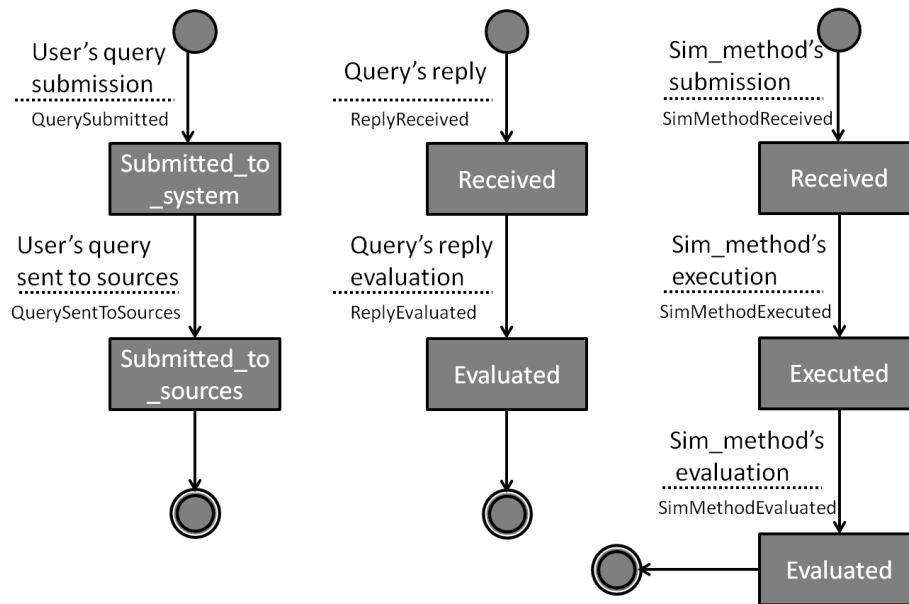 User's query
submission
QuerySubmitted
Submitted_to
_system
User's query
sent to sources
QuerySentToSources
Submitted_to
_sources
Query's reply
ReplyReceived
Received
Query's reply
evaluation
ReplyEvaluated
Evaluated
Sim_method's
submission
SimMethodReceived
Received
Sim_method's
execution
SimMethodExecuted
Executed
Sim_method's
evaluation
SimMethodEvaluated
Evaluated